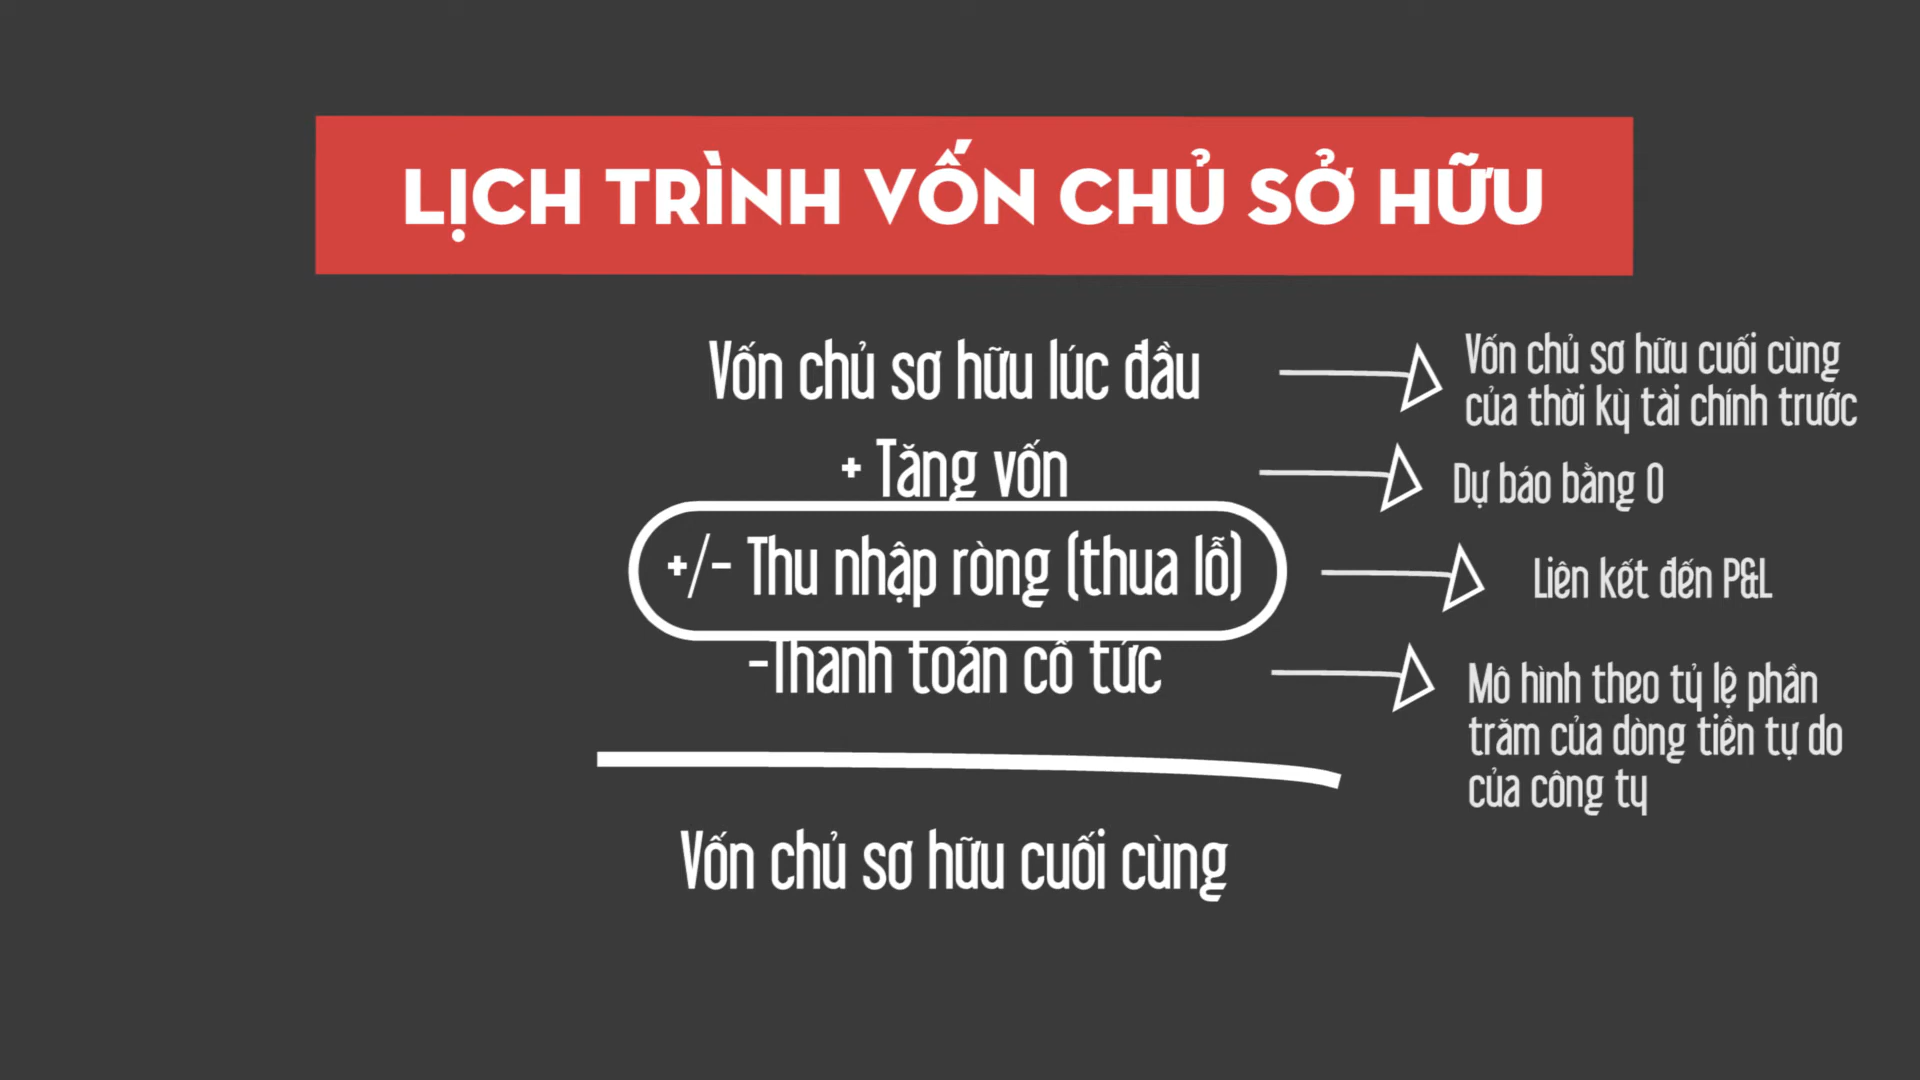 LỊCH TRÌNH VỐN CHỦ SỞ HỮU
Vốn chủ sơ hữu lúc đầu
Vốn chủ sơ hữu cuối cùng
của thời kỳ tài chính trước
+ Tăng vốn
Dự báo bằng 0
+/- Thu nhập ròng (thua lỗ)
Liên kết đến P&L
-Thanh toán cổ tức
Mô hình theo tỷ lệ phần
trăm của dòng tiền tự do
của công ty
Vốn chủ sơ hữu cuối cùng